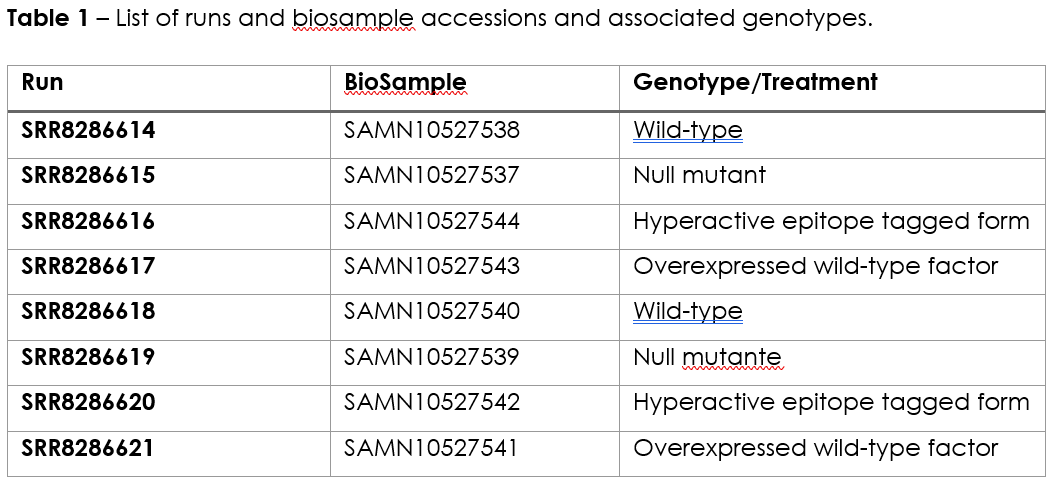 Table 1 – List of runs and biosample accessions and associated genotypes.
Run BioSample Genotype/Treatment
SRR8286614 SAMN10527538 Wild-type
SRR8286615 SAMN10527537 Null mutant
SRR8286616 SAMN10527544 Hyperactive epitope tagged form
SRR8286617 SAMN10527543 Overexpressed wild-type factor
SRR8286618 SAMN10527540 Wild-type
SRR8286619 SAMN10527539 Null mutante
SRR8286620 SAMN10527542 Hyperactive epitope tagged form
SRR8286621 SAMN10527541 Overexpressed wild-type factor